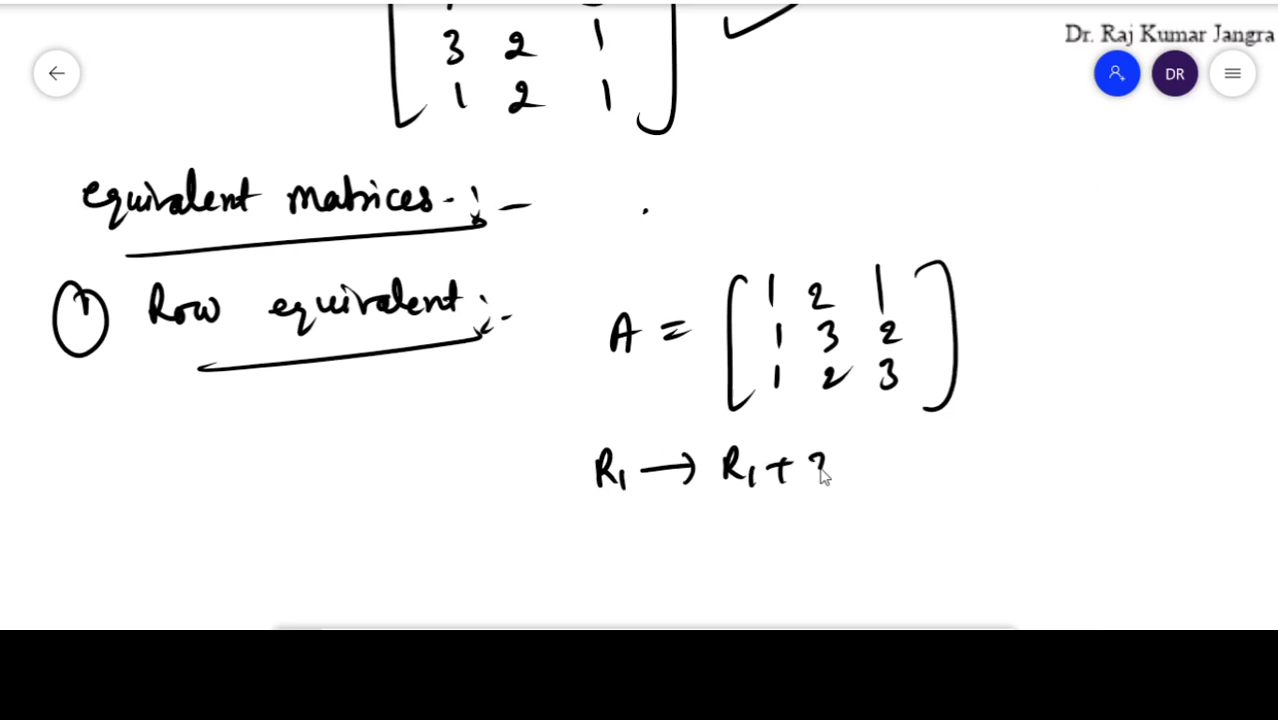 Dr. Raj Kumar Jangra
DR
3 2 1
1 2 1
equivalent matrices :-
① Row equivalent :-
A = [1 2 1
1 3 2
1 2 3]
R1 → R1 +